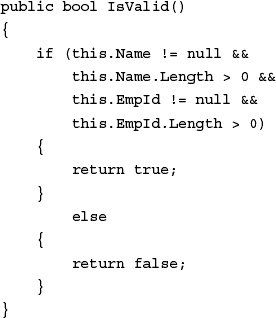 public bool IsValid()
{
    if (this.Name != null &&
        this.Name.Length > 0 &&
        this.EmpId != null &&
        this.EmpId.Length > 0)
    {
        return true;
    }
        else
    {
        return false;
    }
}